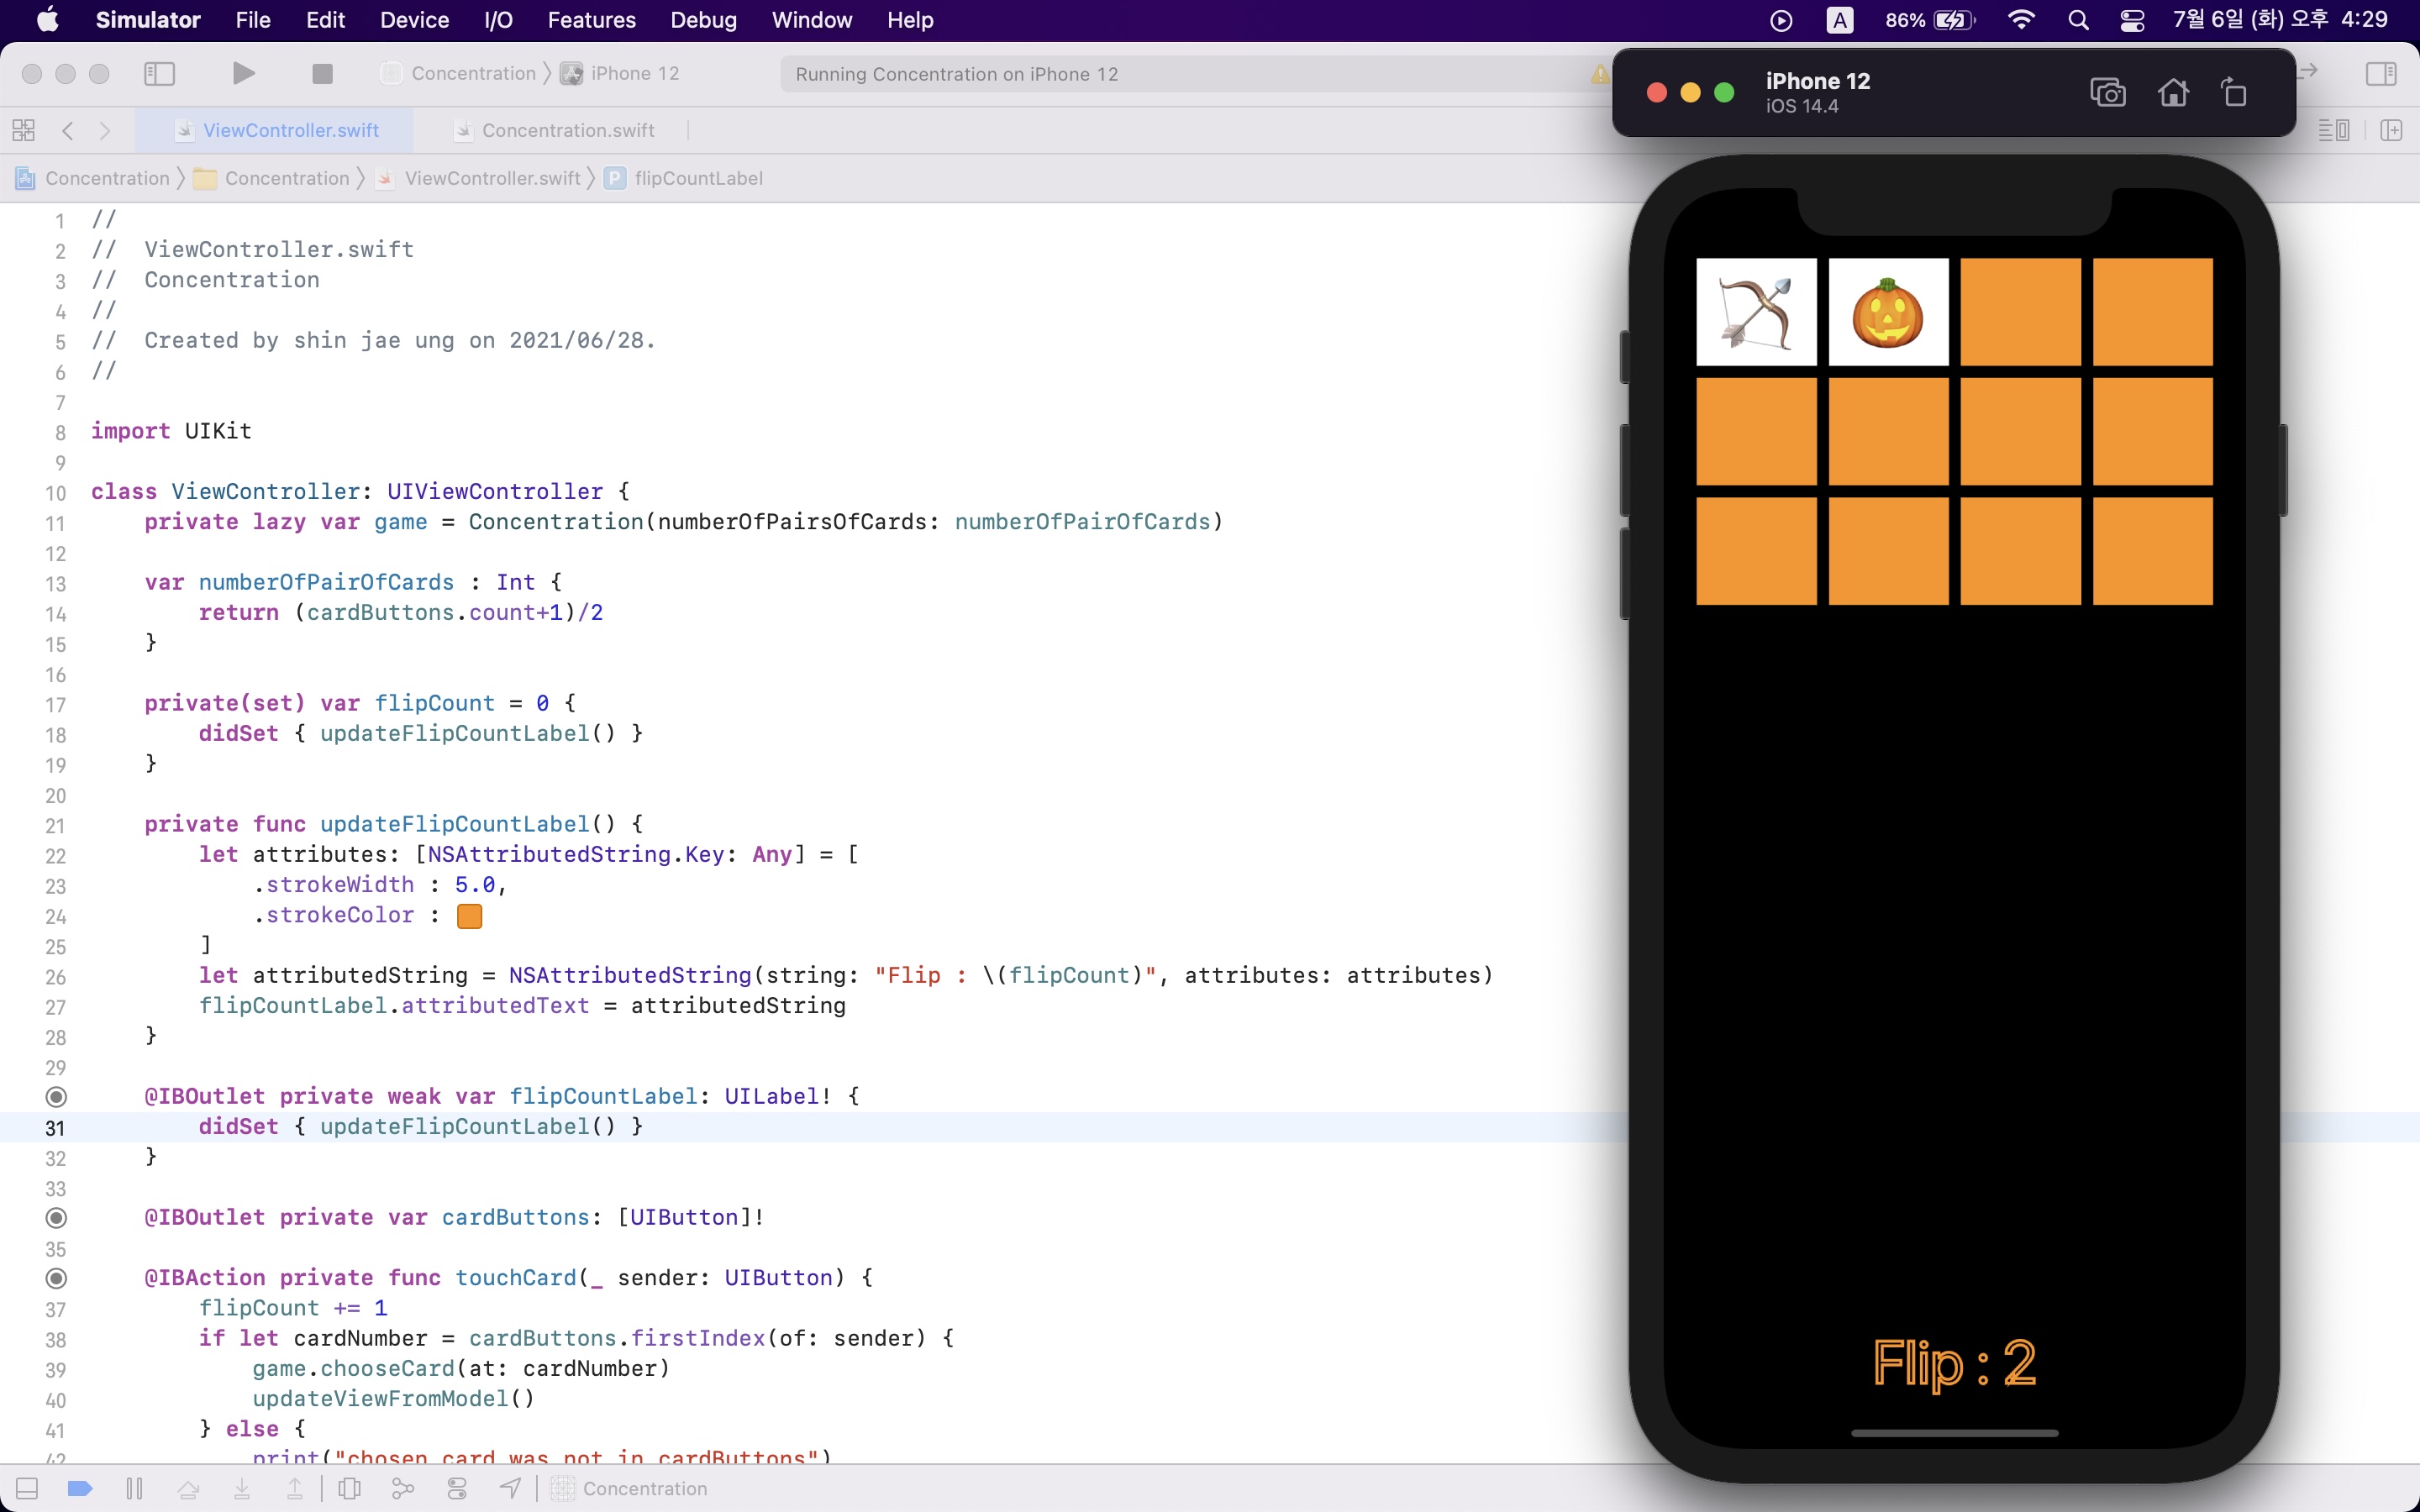 Simulator File Edit Device I/O Features Debug Window Help A 86% 7월 6일 (화) 오후 4:29
Concentration iPhone 12 Running Concentration on iPhone 12
iPhone 12
iOS 14.4
ViewController.swift Concentration.swift
Concentration Concentration ViewController.swift P flipCountLabel
1 //
2 //  ViewController.swift
3 //  Concentration
4 //
5 //  Created by shin jae ung on 2021/06/28.
6 //
7
8 import UIKit
9
10 class ViewController: UIViewController {
11     private lazy var game = Concentration(numberOfPairsOfCards: numberOfPairOfCards)
12
13     var numberOfPairOfCards : Int {
14         return (cardButtons.count+1)/2
15     }
16
17     private(set) var flipCount = 0 {
18         didSet { updateFlipCountLabel() }
19     }
20
21     private func updateFlipCountLabel() {
22         let attributes: [NSAttributedString.Key: Any] = [
23             .strokeWidth : 5.0,
24             .strokeColor :
25         ]
26         let attributedString = NSAttributedString(string: "Flip : \(flipCount)", attributes: attributes)
27         flipCountLabel.attributedText = attributedString
28     }
29
@IBOutlet private weak var flipCountLabel: UILabel! {
31         didSet { updateFlipCountLabel() }
32     }
33
@IBOutlet private var cardButtons: [UIButton]!
35
@IBAction private func touchCard(_ sender: UIButton) {
37         flipCount += 1
38         if let cardNumber = cardButtons.firstIndex(of: sender) {
39             game.chooseCard(at: cardNumber)
40             updateViewFromModel()
41         } else {
42             print("chosen card was not in cardButtons")
Flip : 2
Concentration